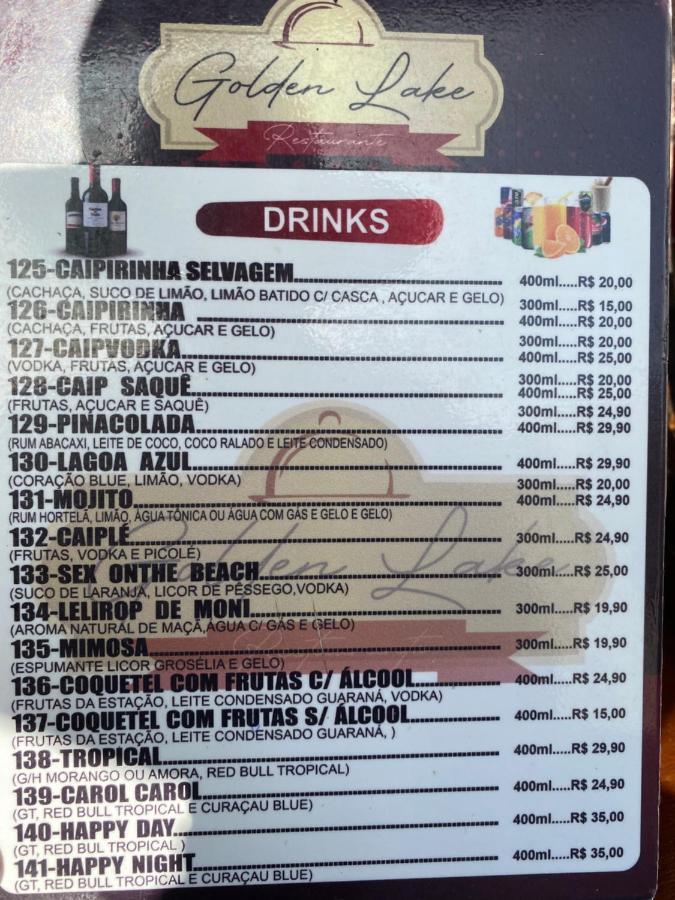 Golden Lake
Restaurante
DRINKS
125-CAIPIRINHA SELVAGEM 400ml.....R$ 20,00
(CACHAÇA, SUCO DE LIMÃO, LIMÃO BATIDO C/ CASCA , AÇUCAR E GELO) 300ml.....R$ 15,00
126-CAIPIRINHA 400ml.....R$ 20,00
(CACHAÇA, FRUTAS, AÇUCAR E GELO) 300ml.....R$ 20,00
127-CAIPVODKA 400ml.....R$ 25,00
(VODKA, FRUTAS, AÇUCAR E GELO) 300ml.....R$ 20,00
128-CAIP SAQUÊ 400ml.....R$ 25,00
(FRUTAS, AÇUCAR E SAQUÊ) 300ml.....R$ 24,90
129-PINACOLADA 400ml.....R$ 29,90
(RUM ABACAXI, LEITE DE COCO, COCO RALADO E LEITE CONDENSADO)
130-LAGOA AZUL 400ml.....R$ 29,90
(CORAÇÃO BLUE, LIMÃO, VODKA) 300ml.....R$ 20,00
131-MOJITO 400ml.....R$ 24,90
(RUM HORTELÃ, LIMÃO, ÁGUA TÔNICA OU ÁGUA COM GÁS E GELO E GELO)
132-CAIPLÉ 300ml.....R$ 24,90
(FRUTAS, VODKA E PICOLÉ)
133-SEX ONTHE BEACH 300ml.....R$ 25,00
(SUCO DE LARANJA, LICOR DE PÊSSEGO,VODKA)
134-LELIROP DE MONI 300ml.....R$ 19,90
(AROMA NATURAL DE MAÇÃ,ÁGUA C/ GÁS E GELO)
135-MIMOSA 300ml.....R$ 19,90
(ESPUMANTE LICOR GROSÉLIA E GELO)
136-COQUETEL COM FRUTAS C/ ÁLCOOL 400ml.....R$ 24,90
(FRUTAS DA ESTAÇÃO, LEITE CONDENSADO GUARANÁ, VODKA)
137-COQUETEL COM FRUTAS S/ ÁLCOOL 400ml.....R$ 15,00
(FRUTAS DA ESTAÇÃO, LEITE CONDENSADO GUARANÁ, )
138-TROPICAL 400ml.....R$ 29,90
(G/H MORANGO OU AMORA, RED BULL TROPICAL)
139-CAROL CAROL 400ml.....R$ 24,90
(GT, RED BULL TROPICAL E CURAÇAU BLUE)
140-HAPPY DAY 400ml.....R$ 35,00
(GT, RED BUL TROPICAL )
141-HAPPY NIGHT 400ml.....R$ 35,00
(GT, RED BULL TROPICAL E CURAÇAU BLUE)